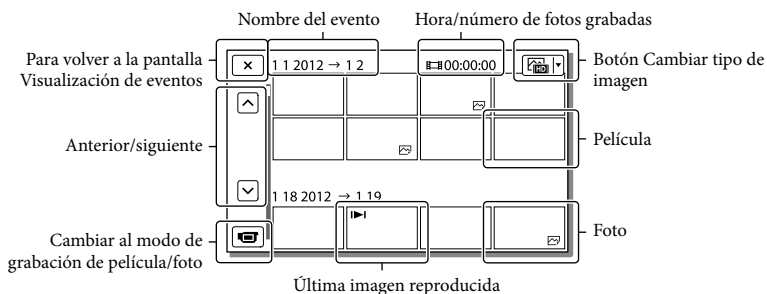 Nombre del evento
Hora/número de fotos grabadas
Para volver a la pantalla
Visualización de eventos
1 1 2012 → 1 2
00:00:00
HD
Botón Cambiar tipo de
imagen
Anterior/siguiente
Película
1 18 2012 → 1 19
Cambiar al modo de
grabación de película/foto
Foto
Última imagen reproducida